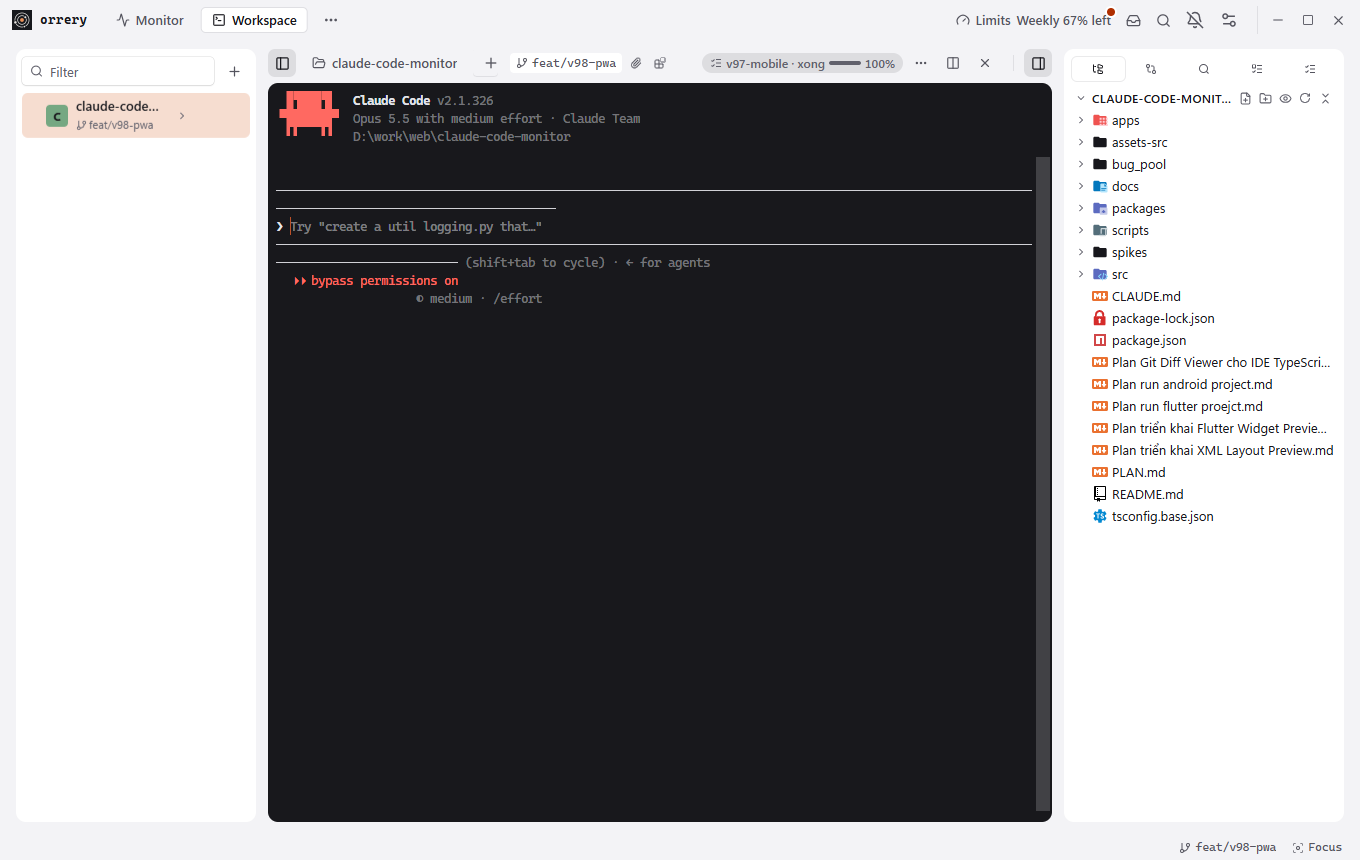 orrery
Monitor
Workspace
Limits Weekly 67% left
Filter
C
claude-code...
feat/v98-pwa
claude-code-monitor
feat/v98-pwa
v97-mobile · xong 100%
Claude Code v2.1.326
Opus 5.5 with medium effort · Claude Team
D:\work\web\claude-code-monitor
❯ Try "create a util logging.py that…"
(shift+tab to cycle) · ← for agents
⏵⏵ bypass permissions on
◐ medium · /effort
CLAUDE-CODE-MONIT...
apps
assets-src
bug_pool
docs
packages
scripts
spikes
src
CLAUDE.md
package-lock.json
package.json
Plan Git Diff Viewer cho IDE TypeScri...
Plan run android project.md
Plan run flutter proejct.md
Plan triển khai Flutter Widget Previe...
Plan triển khai XML Layout Preview.md
PLAN.md
README.md
tsconfig.base.json
feat/v98-pwa
Focus